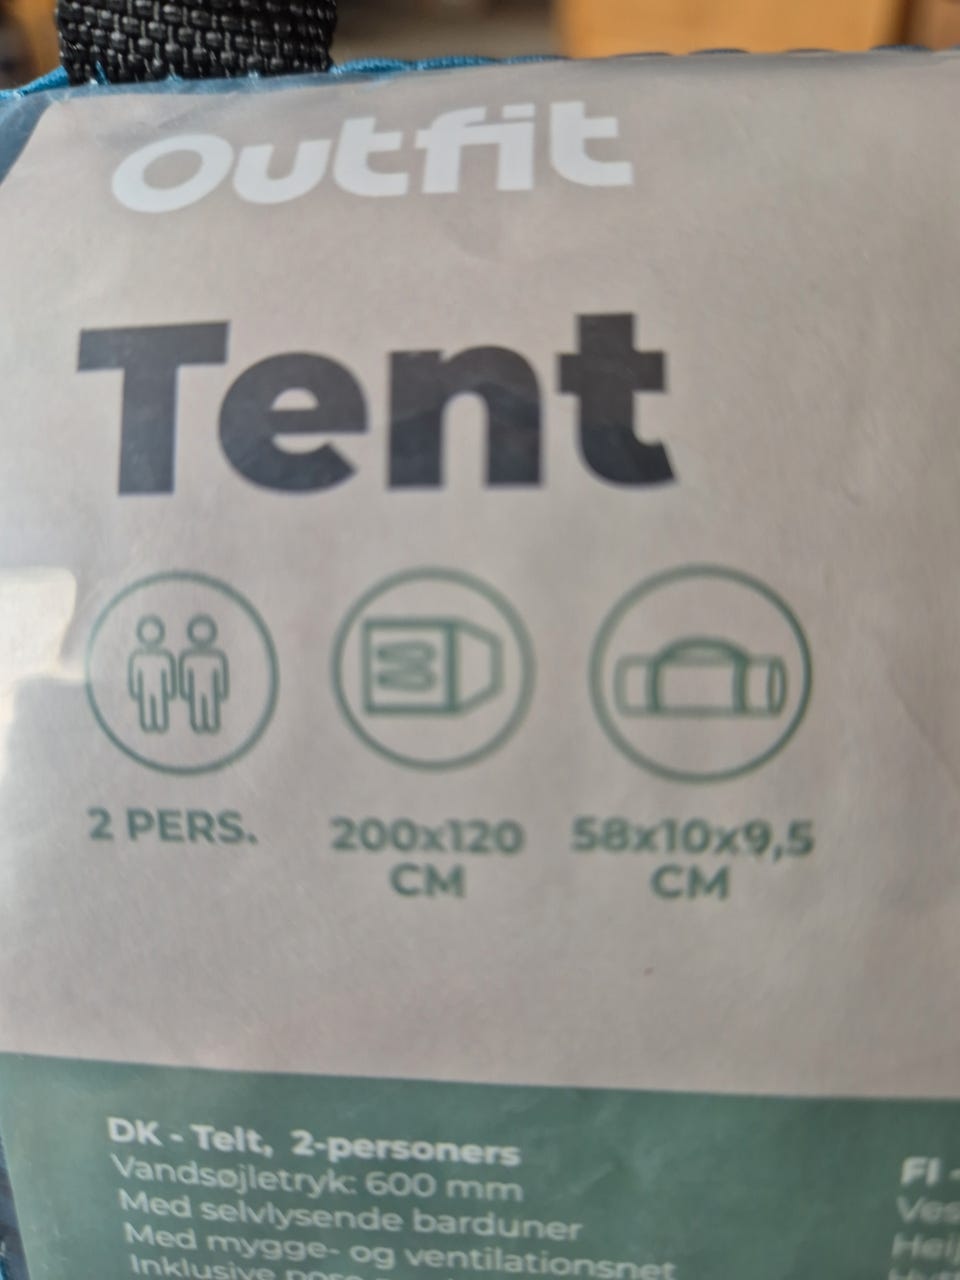 Outfit
Tent
2 PERS.
200x120
CM
58x10x9,5
CM
DK - Telt, 2-personers
Vandsøjletryk: 600 mm
Med selvlysende barduner
Med mygge- og ventilationsnet
Inklusive
FI -